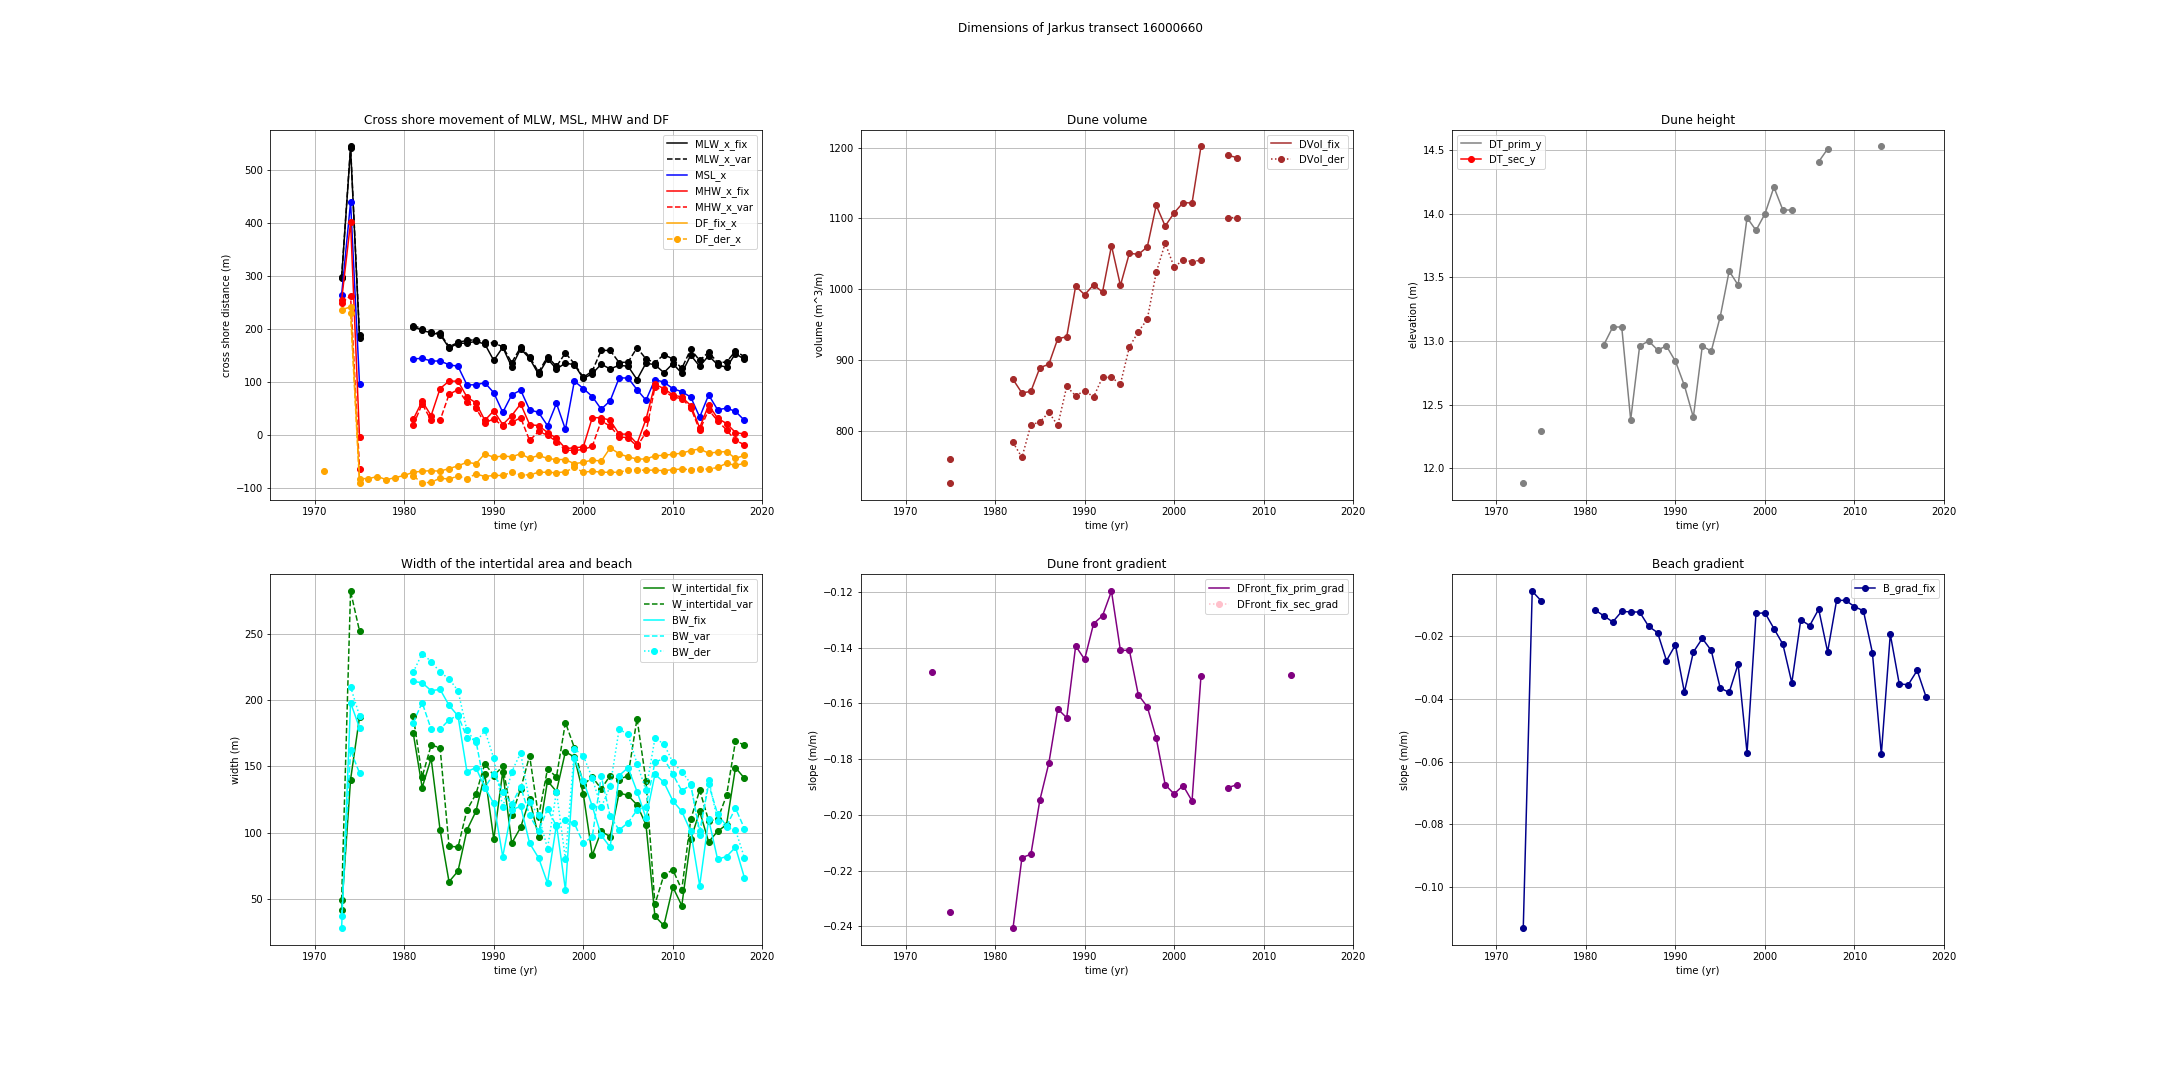 Dimensions of Jarkus transect 16000660
Cross shore movement of MLW, MSL, MHW and DF
cross shore distance (m)
500
400
300
200
100
0
−100
MLW_x_fix
MLW_x_var
MSL_x
MHW_x_fix
MHW_x_var
DF_fix_x
DF_der_x
1970 1980 1990 2000 2010 2020
time (yr)
Dune volume
volume (m^3/m)
1200
1100
1000
900
800
DVol_fix
DVol_der
1970 1980 1990 2000 2010 2020
time (yr)
Dune height
elevation (m)
14.5
14.0
13.5
13.0
12.5
12.0
DT_prim_y
DT_sec_y
1970 1980 1990 2000 2010 2020
time (yr)
Width of the intertidal area and beach
width (m)
250
200
150
100
50
W_intertidal_fix
W_intertidal_var
BW_fix
BW_var
BW_der
1970 1980 1990 2000 2010 2020
time (yr)
Dune front gradient
slope (m/m)
−0.12
−0.14
−0.16
−0.18
−0.20
−0.22
−0.24
DFront_fix_prim_grad
DFront_fix_sec_grad
1970 1980 1990 2000 2010 2020
time (yr)
Beach gradient
slope (m/m)
−0.02
−0.04
−0.06
−0.08
−0.10
B_grad_fix
1970 1980 1990 2000 2010 2020
time (yr)